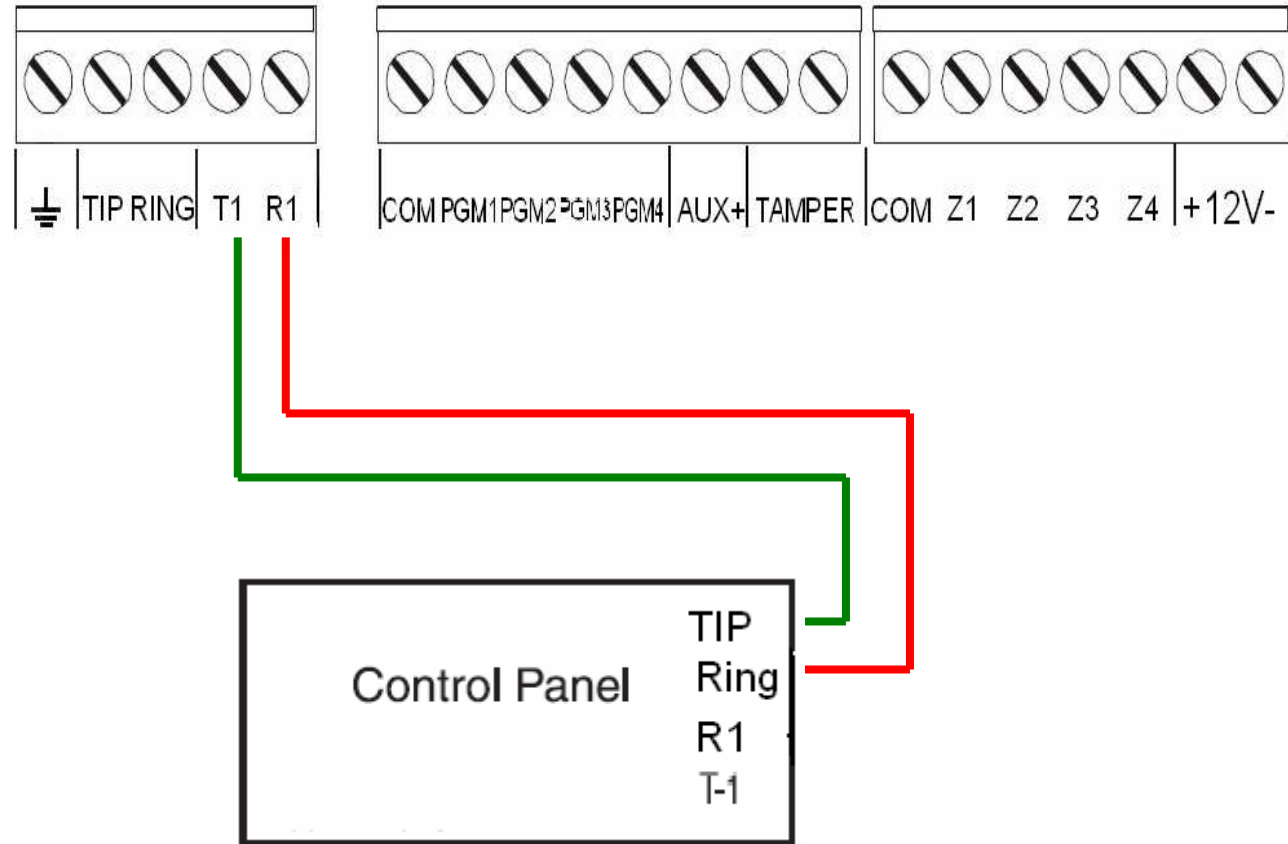 TIP RING T1 R1 COM PGM1 PGM2 PGM3 PGM4 AUX+ TAMPER COM Z1 Z2 Z3 Z4 +12V-
TIP
Control Panel Ring
R1
T-1